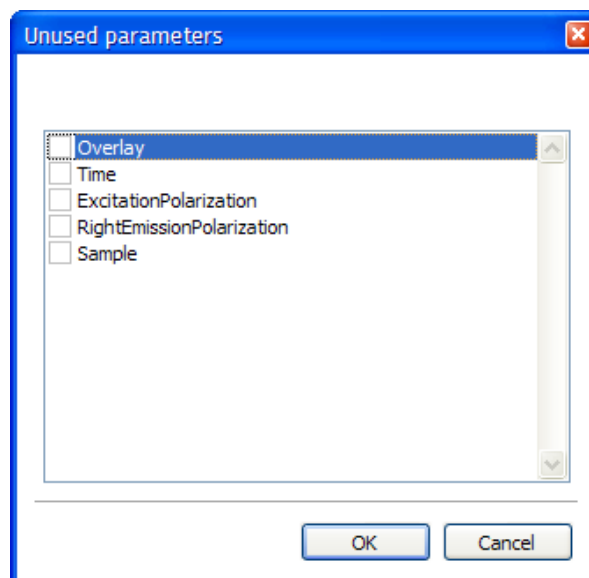 Unused parameters
Overlay
Time
ExcitationPolarization
RightEmissionPolarization
Sample
OK Cancel